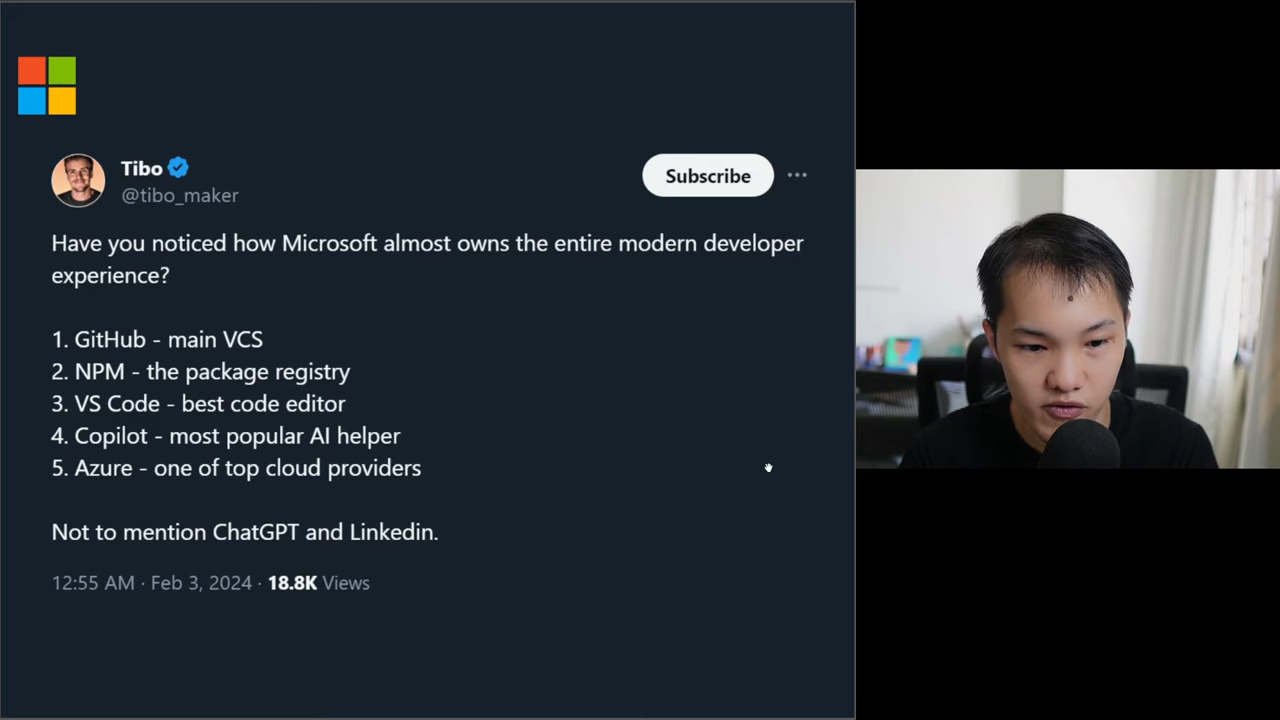 Tibo
@tibo_maker
Subscribe
Have you noticed how Microsoft almost owns the entire modern developer
experience?
1. GitHub - main VCS
2. NPM - the package registry
3. VS Code - best code editor
4. Copilot - most popular AI helper
5. Azure - one of top cloud providers
Not to mention ChatGPT and Linkedin.
12:55 AM · Feb 3, 2024 · 18.8K Views